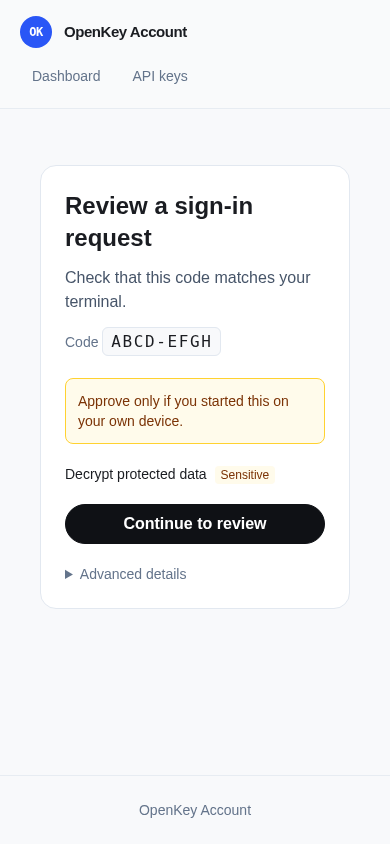 OK OpenKey Account
Dashboard API keys
Review a sign-in
request
Check that this code matches your
terminal.
Code ABCD-EFGH
Approve only if you started this on
your own device.
Decrypt protected data Sensitive
Continue to review
Advanced details
OpenKey Account